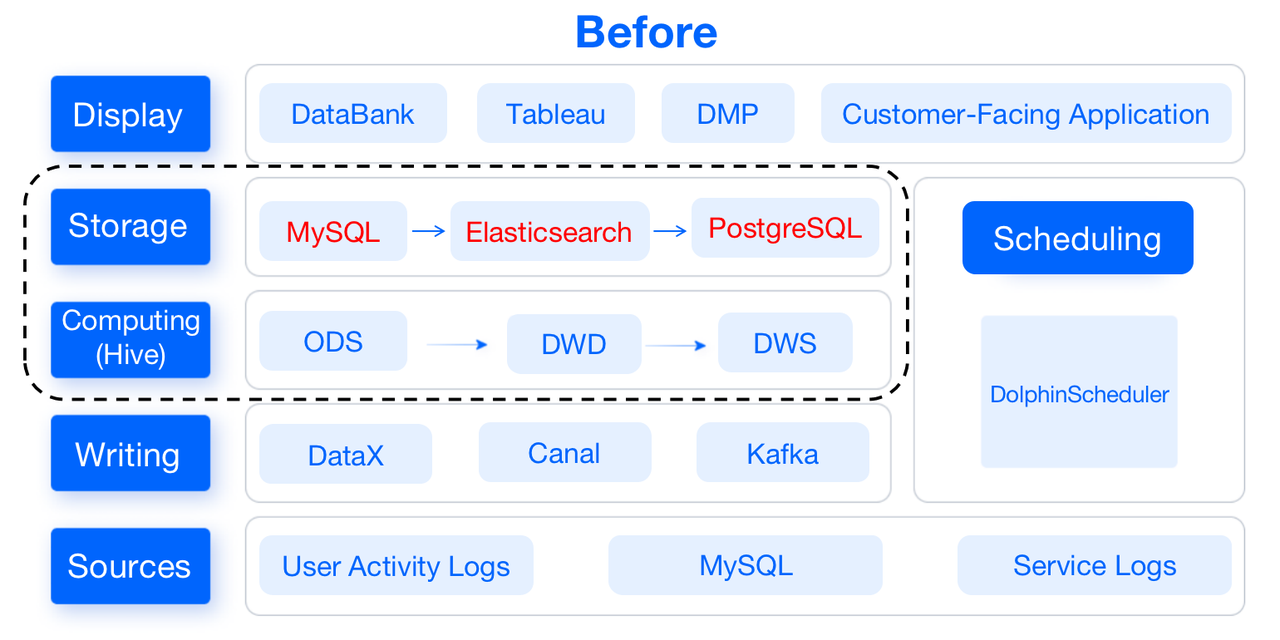 Before
Display
DataBank
Tableau
DMP
Customer-Facing Application
Storage
MySQL
Elasticsearch
PostgreSQL
Scheduling
Computing
(Hive)
ODS
DWD
DWS
DolphinScheduler
Writing
DataX
Canal
Kafka
Sources
User Activity Logs
MySQL
Service Logs